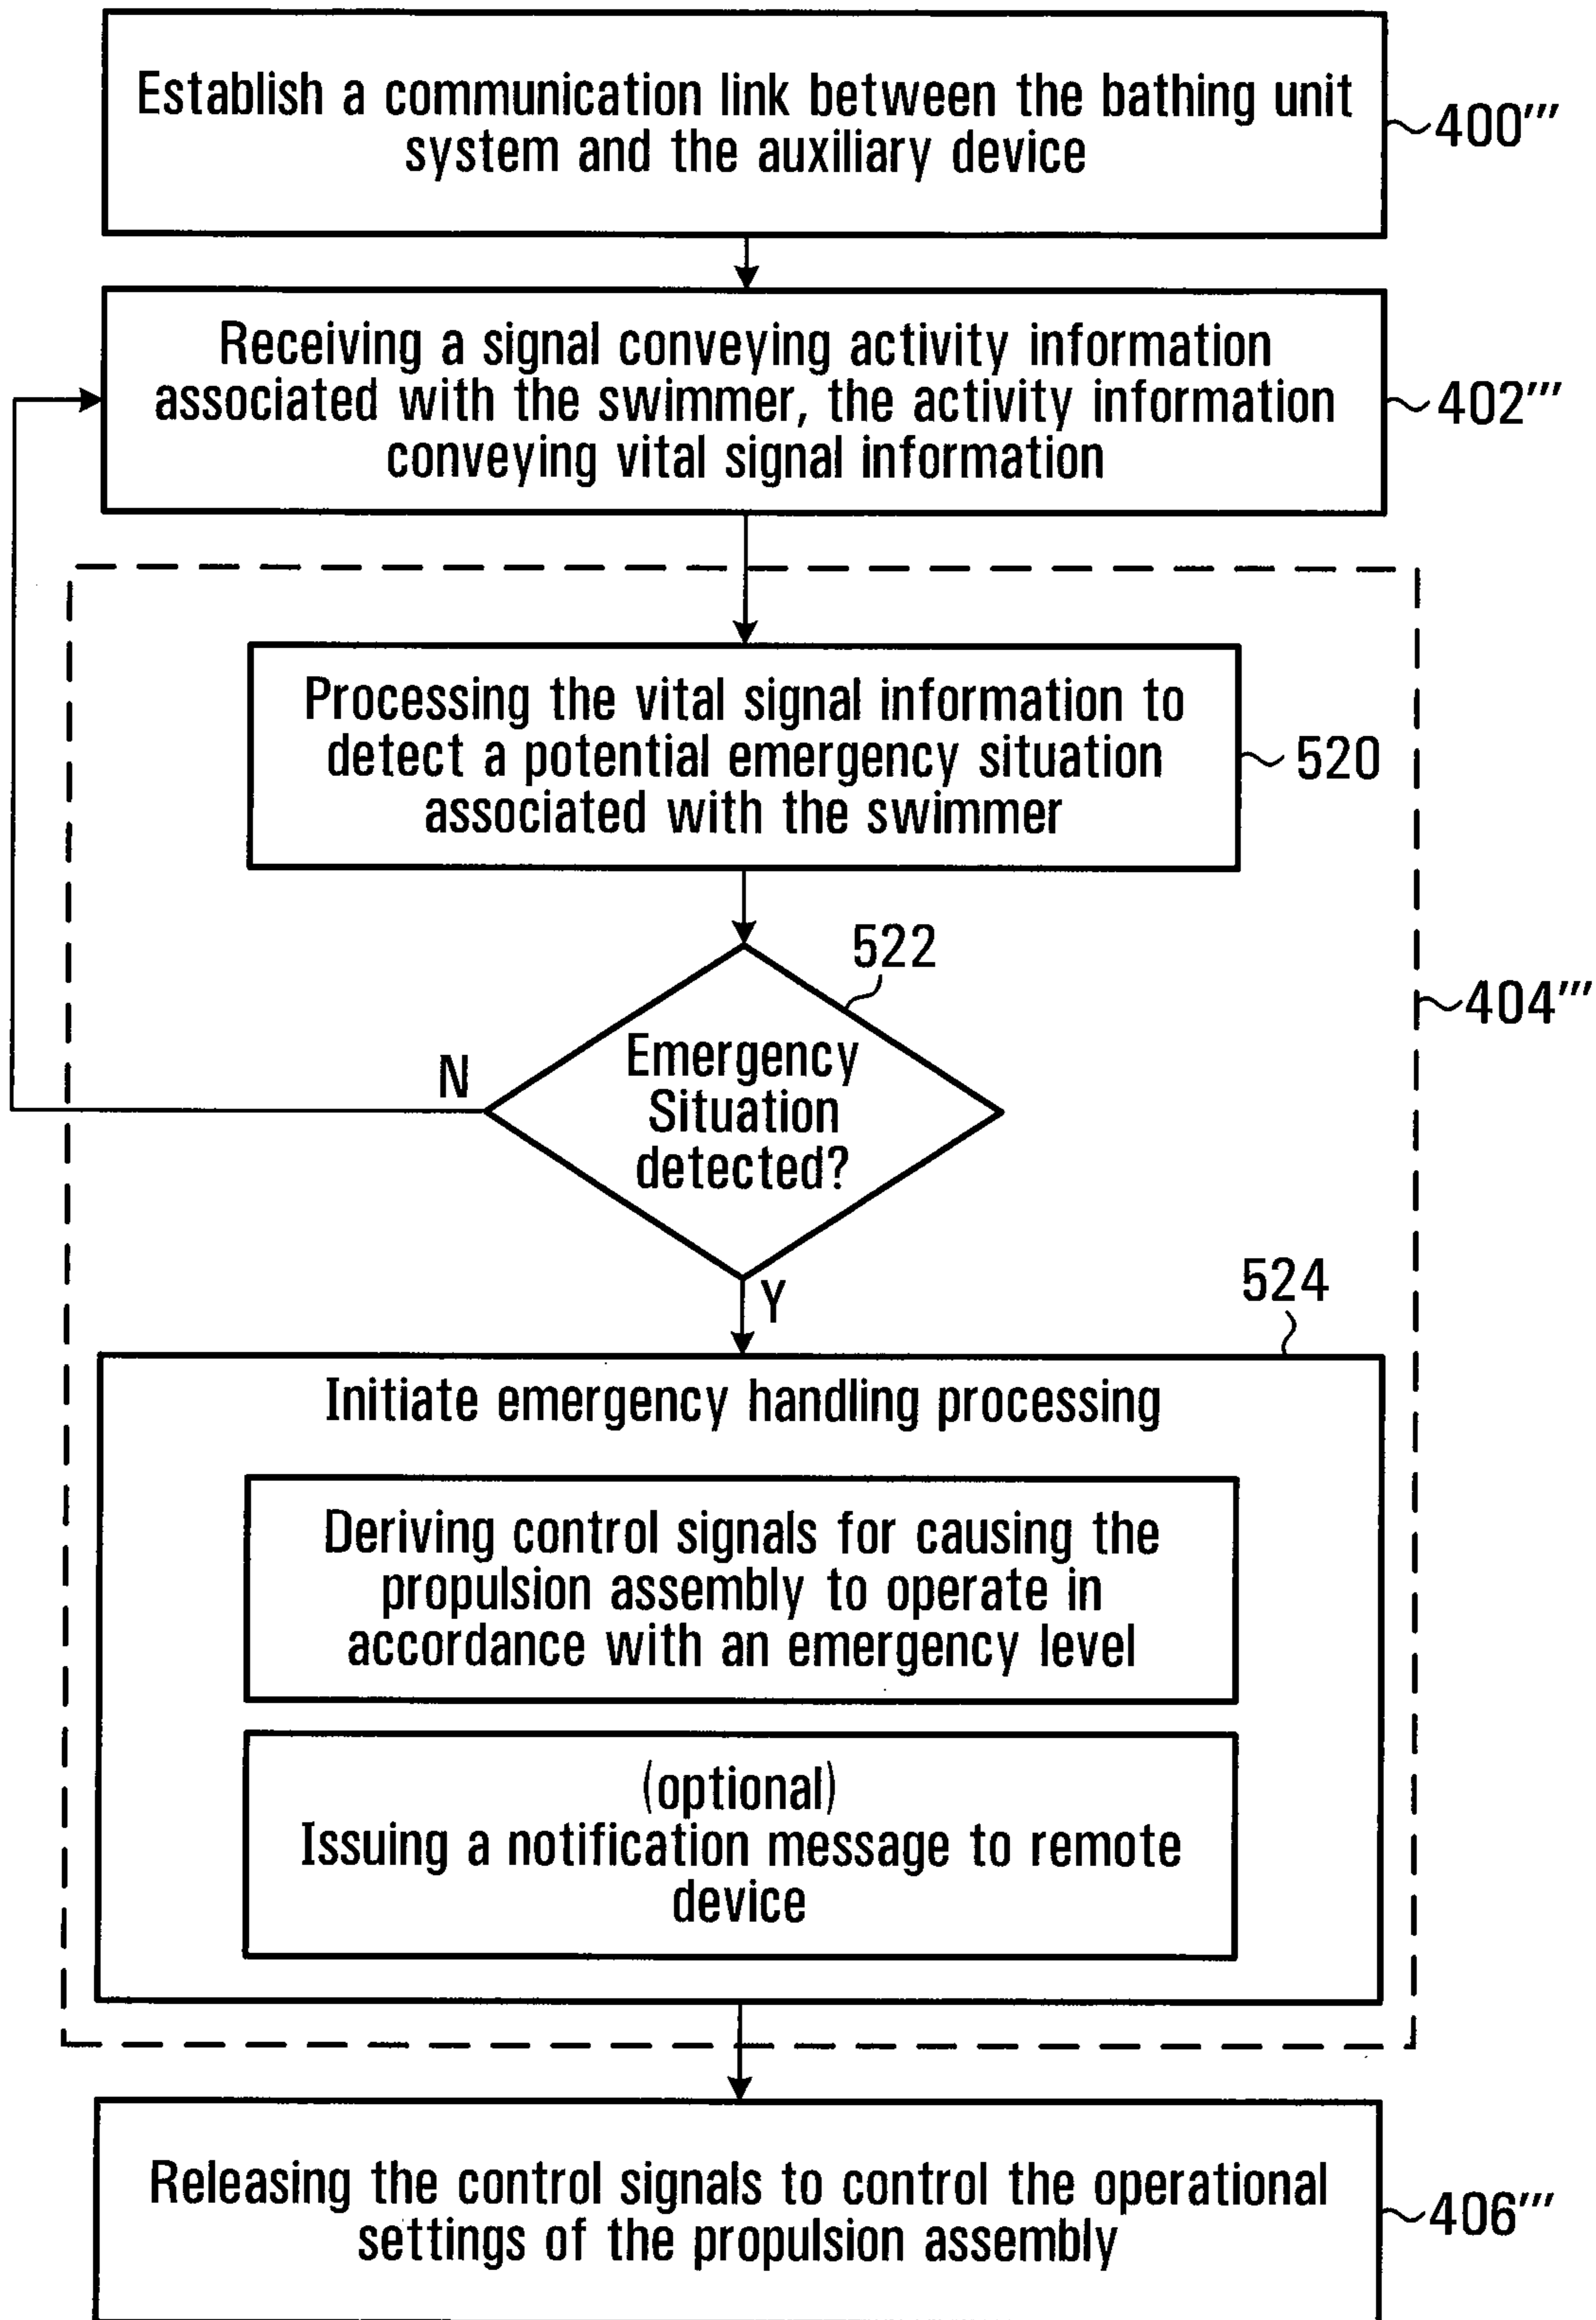 Establish a communication link between the bathing unit
system and the auxiliary device
400'''
Receiving a signal conveying activity information
associated with the swimmer, the activity information
conveying vital signal information
402'''
Processing the vital signal information to
detect a potential emergency situation
associated with the swimmer
520
522
404'''
Emergency
Situation
detected?
N
Y
524
Initiate emergency handling processing
Deriving control signals for causing the
propulsion assembly to operate in
accordance with an emergency level
(optional)
Issuing a notification message to remote
device
Releasing the control signals to control the operational
settings of the propulsion assembly
406'''